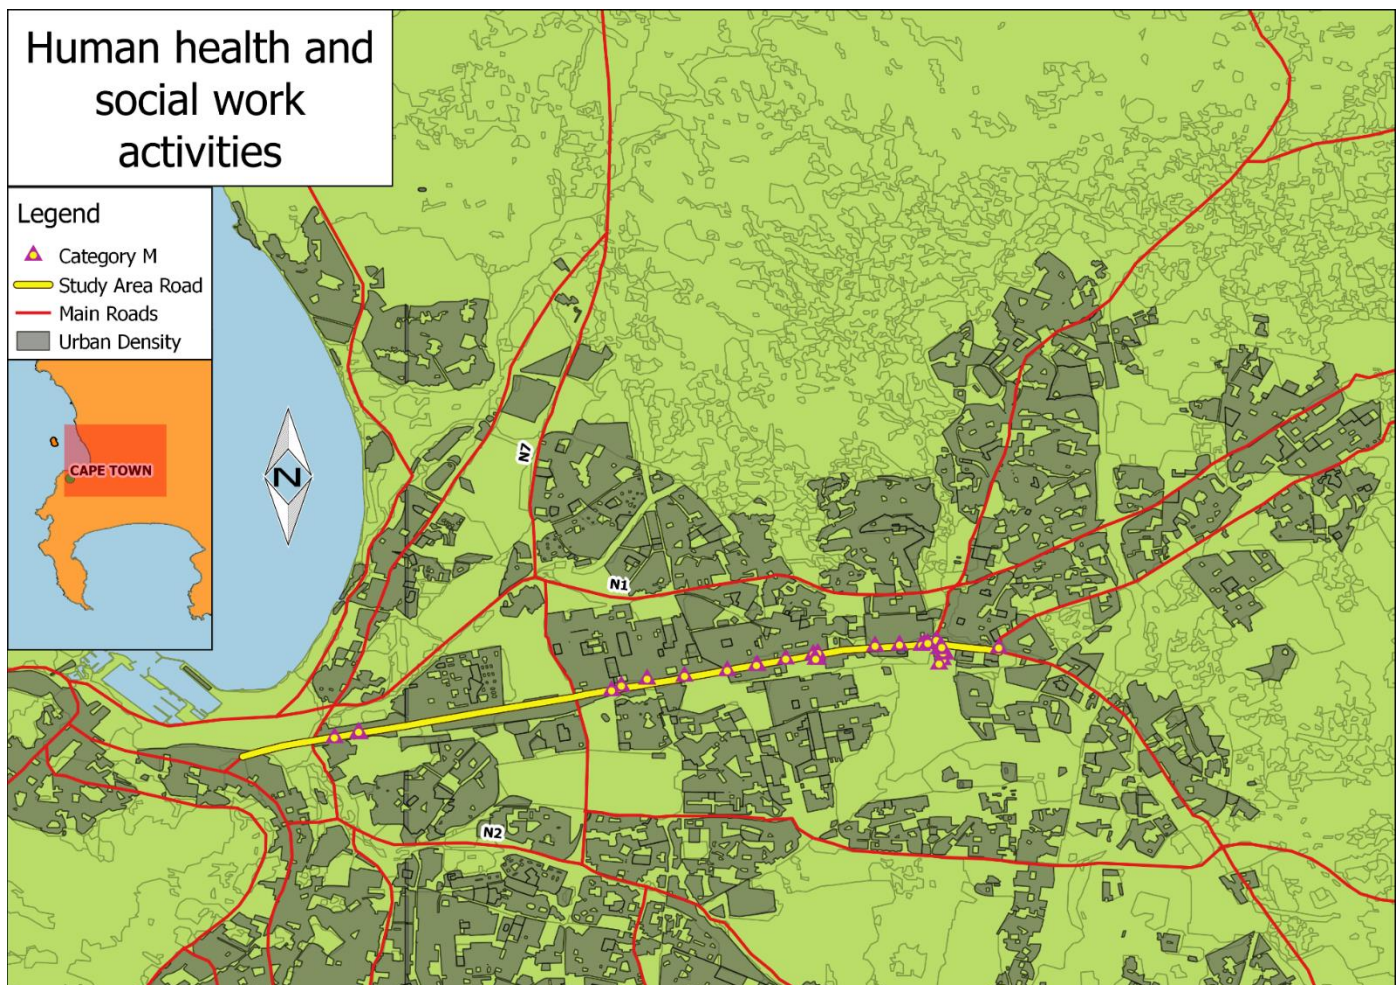 Human health and
social work
activities
Legend
Category M
Study Area Road
Main Roads
Urban Density
CAPE TOWN
N
N7
N1
N2